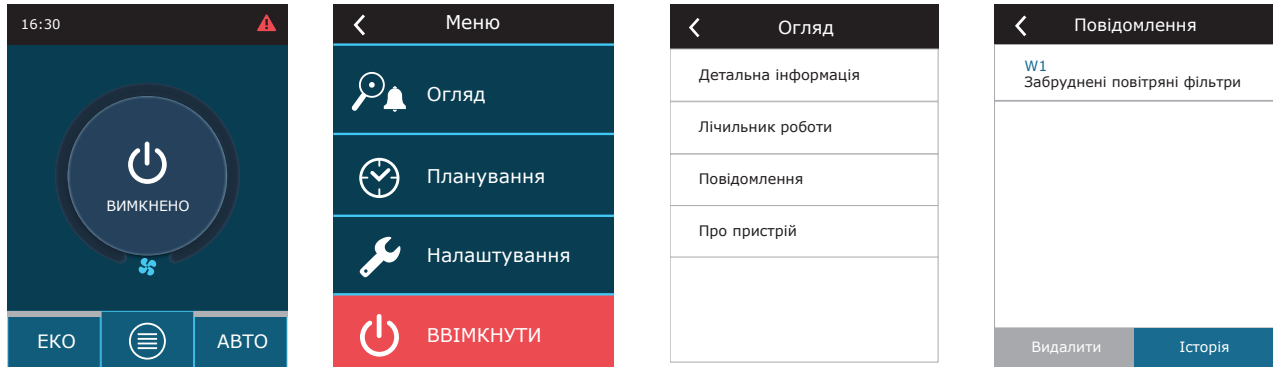 16:30
ВИМКНЕНО
ЕКО
АВТО
Меню
Огляд
Планування
Налаштування
ВВІМКНУТИ
Огляд
Детальна інформація
Лічильник роботи
Повідомлення
Про пристрій
Повідомлення
W1
Забруднені повітряні фільтри
Видалити
Історія